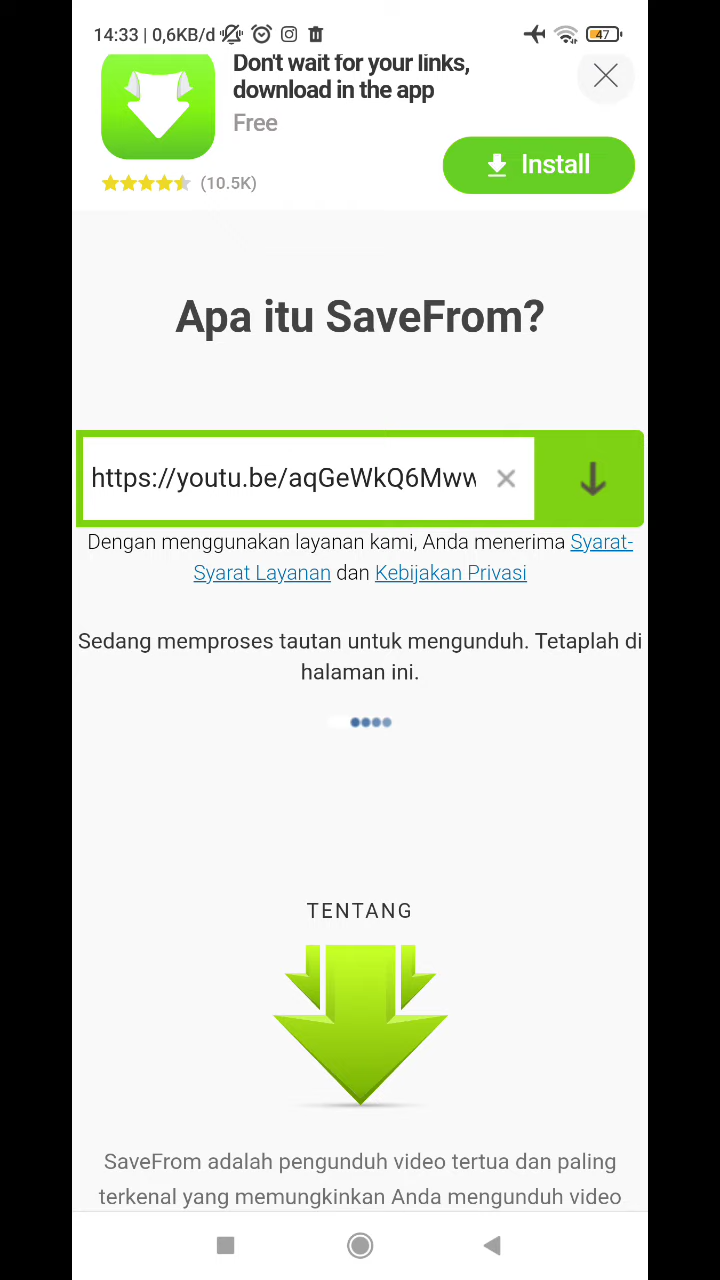 14:33 | 0,6KB/d
47
Don't wait for your links,
download in the app
Free
Install
(10.5K)
Apa itu SaveFrom?
https://youtu.be/aqGeWkQ6Mww
Dengan menggunakan layanan kami, Anda menerima Syarat-
Syarat Layanan dan Kebijakan Privasi
Sedang memproses tautan untuk mengunduh. Tetaplah di
halaman ini.
TENTANG
SaveFrom adalah pengunduh video tertua dan paling
terkenal yang memungkinkan Anda mengunduh video